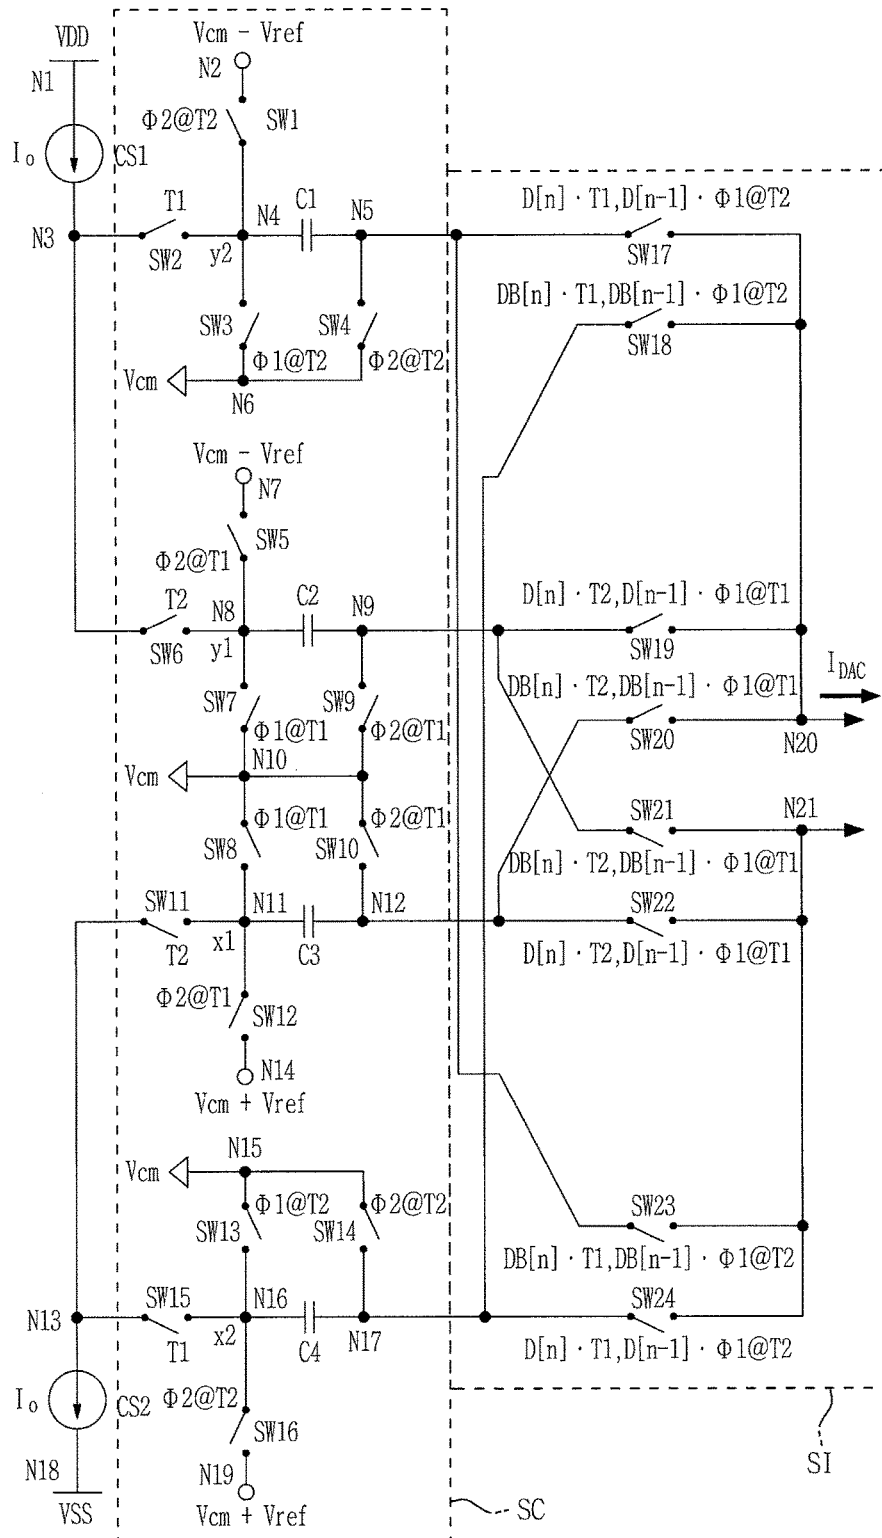 VDD
Vcm - Vref
N1
N2
Φ2@T2
SW1
I₀
CS1
T1
N4
C1
N5
D[n] · T1,D[n-1] · Φ1@T2
N3
SW2
y2
SW17
DB[n] · T1,DB[n-1] · Φ1@T2
SW3
SW4
SW18
Φ1@T2
Φ2@T2
Vcm
N6
Vcm - Vref
N7
SW5
Φ2@T1
T2
N8
C2
N9
D[n] · T2,D[n-1] · Φ1@T1
SW6
y1
SW19
I DAC
SW7
SW9
DB[n] · T2,DB[n-1] · Φ1@T1
Φ1@T1
Φ2@T1
SW20
N20
N10
Vcm
Φ1@T1
Φ2@T1
SW21
N21
SW8
SW10
DB[n] · T2,DB[n-1] · Φ1@T1
SW11
N11
N12
SW22
T2
x1
C3
D[n] · T2,D[n-1] · Φ1@T1
Φ2@T1
SW12
N14
Vcm + Vref
N15
Vcm
Φ1@T2
Φ2@T2
SW13
SW14
SW23
DB[n] · T1,DB[n-1] · Φ1@T2
SW15
N16
SW24
N13
T1
x2
C4
N17
D[n] · T1,D[n-1] · Φ1@T2
I₀
CS2
Φ2@T2
SW16
N18
N19
SI
VSS
Vcm + Vref
SC